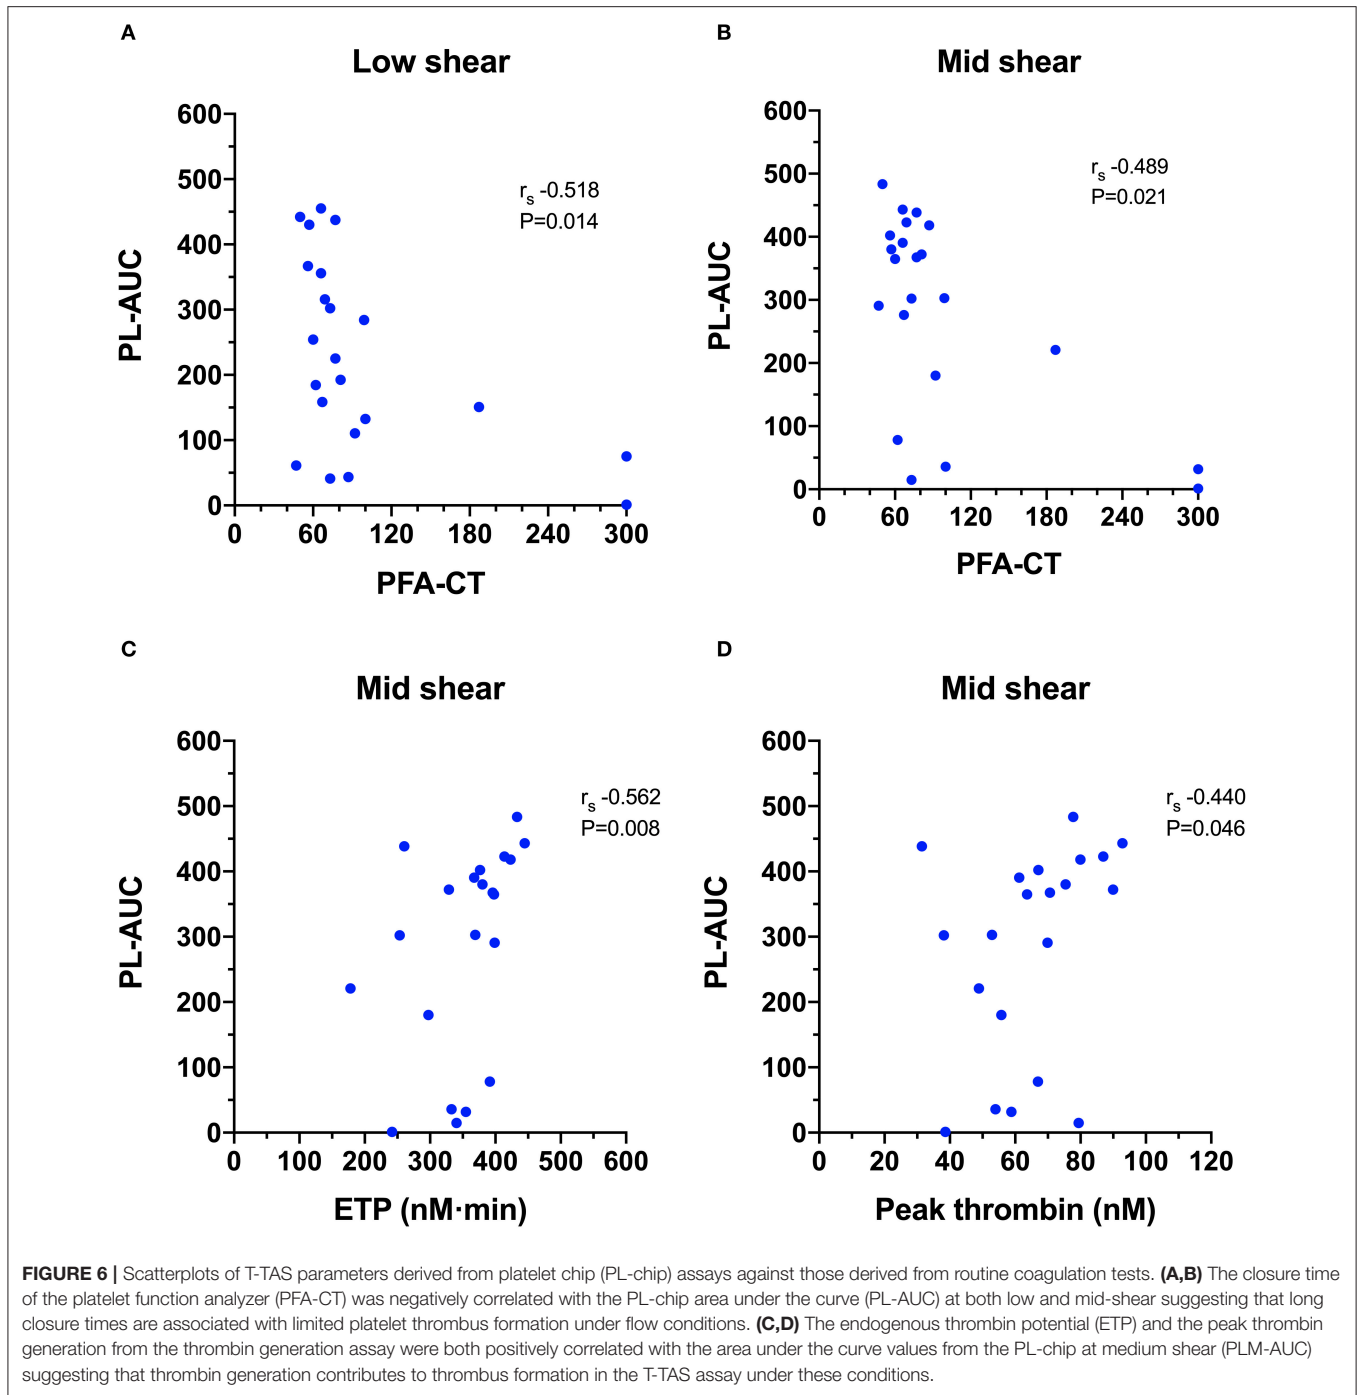 A
Low shear
600
500
400
300
200
100
0
PL-AUC
rs -0.518
P=0.014
0 60 120 180 240 300
PFA-CT
B
Mid shear
600
500
400
300
200
100
0
PL-AUC
rs -0.489
P=0.021
0 60 120 180 240 300
PFA-CT
C
Mid shear
600
500
400
300
200
100
0
PL-AUC
rs -0.562
P=0.008
0 100 200 300 400 500 600
ETP (nM·min)
D
Mid shear
600
500
400
300
200
100
0
PL-AUC
rs -0.440
P=0.046
0 20 40 60 80 100 120
Peak thrombin (nM)
FIGURE 6 | Scatterplots of T-TAS parameters derived from platelet chip (PL-chip) assays against those derived from routine coagulation tests. (A,B) The closure time
of the platelet function analyzer (PFA-CT) was negatively correlated with the PL-chip area under the curve (PL-AUC) at both low and mid-shear suggesting that long
closure times are associated with limited platelet thrombus formation under flow conditions. (C,D) The endogenous thrombin potential (ETP) and the peak thrombin
generation from the thrombin generation assay were both positively correlated with the area under the curve values from the PL-chip at medium shear (PLM-AUC)
suggesting that thrombin generation contributes to thrombus formation in the T-TAS assay under these conditions.